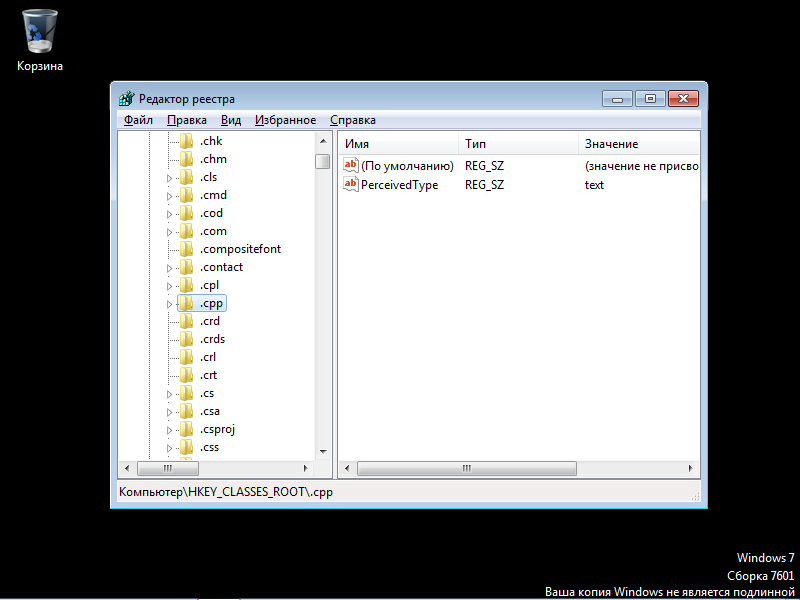 Корзина
Редактор реестра
Файл Правка Вид Избранное Справка
.chk
.chm
.cls
.cmd
.cod
.com
.compositefont
.contact
.cpl
.cpp
.crd
.crds
.crl
.crt
.cs
.csa
.csproj
.css
Имя Тип Значение
(По умолчанию) REG_SZ (значение не присво
PerceivedType REG_SZ text
Компьютер\HKEY_CLASSES_ROOT\.cpp
Windows 7
Сборка 7601
Ваша копия Windows не является подлинной